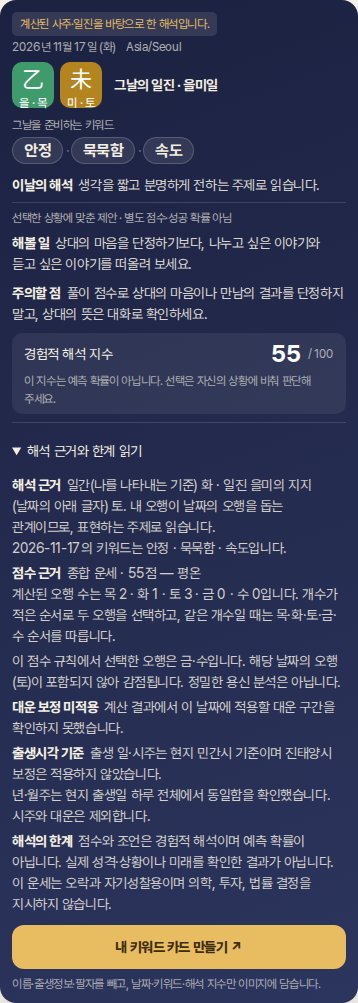 계산된 사주·일진을 바탕으로 한 해석입니다.
2026년 11월 17일 (화) Asia/Seoul
乙 未 그날의 일진 · 을미일
을 · 목 미 · 토
그날을 준비하는 키워드
안정 · 묵묵함 · 속도
이날의 해석 생각을 짧고 분명하게 전하는 주제로 읽습니다.
선택한 상황에 맞춘 제안 · 별도 점수·성공 확률 아님
해볼 일 상대의 마음을 단정하기보다, 나누고 싶은 이야기와
듣고 싶은 이야기를 떠올려 보세요.
주의할 점 풀이 점수로 상대의 마음이나 만남의 결과를 단정하지
말고, 상대의 뜻은 대화로 확인하세요.
경험적 해석 지수 55 / 100
이 지수는 예측 확률이 아닙니다. 선택은 자신의 상황에 비춰 판단해
주세요.
▼ 해석 근거와 한계 읽기
해석 근거 일간(나를 나타내는 기준) 화 · 일진 을미의 지지
(날짜의 아래 글자) 토. 내 오행이 날짜의 오행을 돕는
관계이므로, 표현하는 주제로 읽습니다.
2026-11-17의 키워드는 안정 · 묵묵함 · 속도입니다.
점수 근거 종합 운세 · 55점 — 평온
계산된 오행 수는 목 2 · 화 1 · 토 3 · 금 0 · 수 0입니다. 개수가
적은 순서로 두 오행을 선택하고, 같은 개수일 때는 목·화·토·금·
수 순서를 따릅니다.
이 점수 규칙에서 선택한 오행은 금·수입니다. 해당 날짜의 오행
(토)이 포함되지 않아 감점됩니다. 정밀한 용신 분석은 아닙니다.
대운 보정 미적용 계산 결과에서 이 날짜에 적용할 대운 구간을
확인하지 못했습니다.
출생시각 기준 출생 일·시주는 현지 민간시 기준이며 진태양시
보정은 적용하지 않았습니다.
년·월주는 현지 출생일 하루 전체에서 동일함을 확인했습니다.
시주와 대운은 제외합니다.
해석의 한계 점수와 조언은 경험적 해석이며 예측 확률이
아닙니다. 실제 성격·상황이나 미래를 확인한 결과가 아닙니다.
이 운세는 오락과 자기성찰용이며 의학, 투자, 법률 결정을
지시하지 않습니다.
내 키워드 카드 만들기 ↗
이름·출생정보·팔자를 빼고, 날짜·키워드·해석 지수만 이미지에 담습니다.